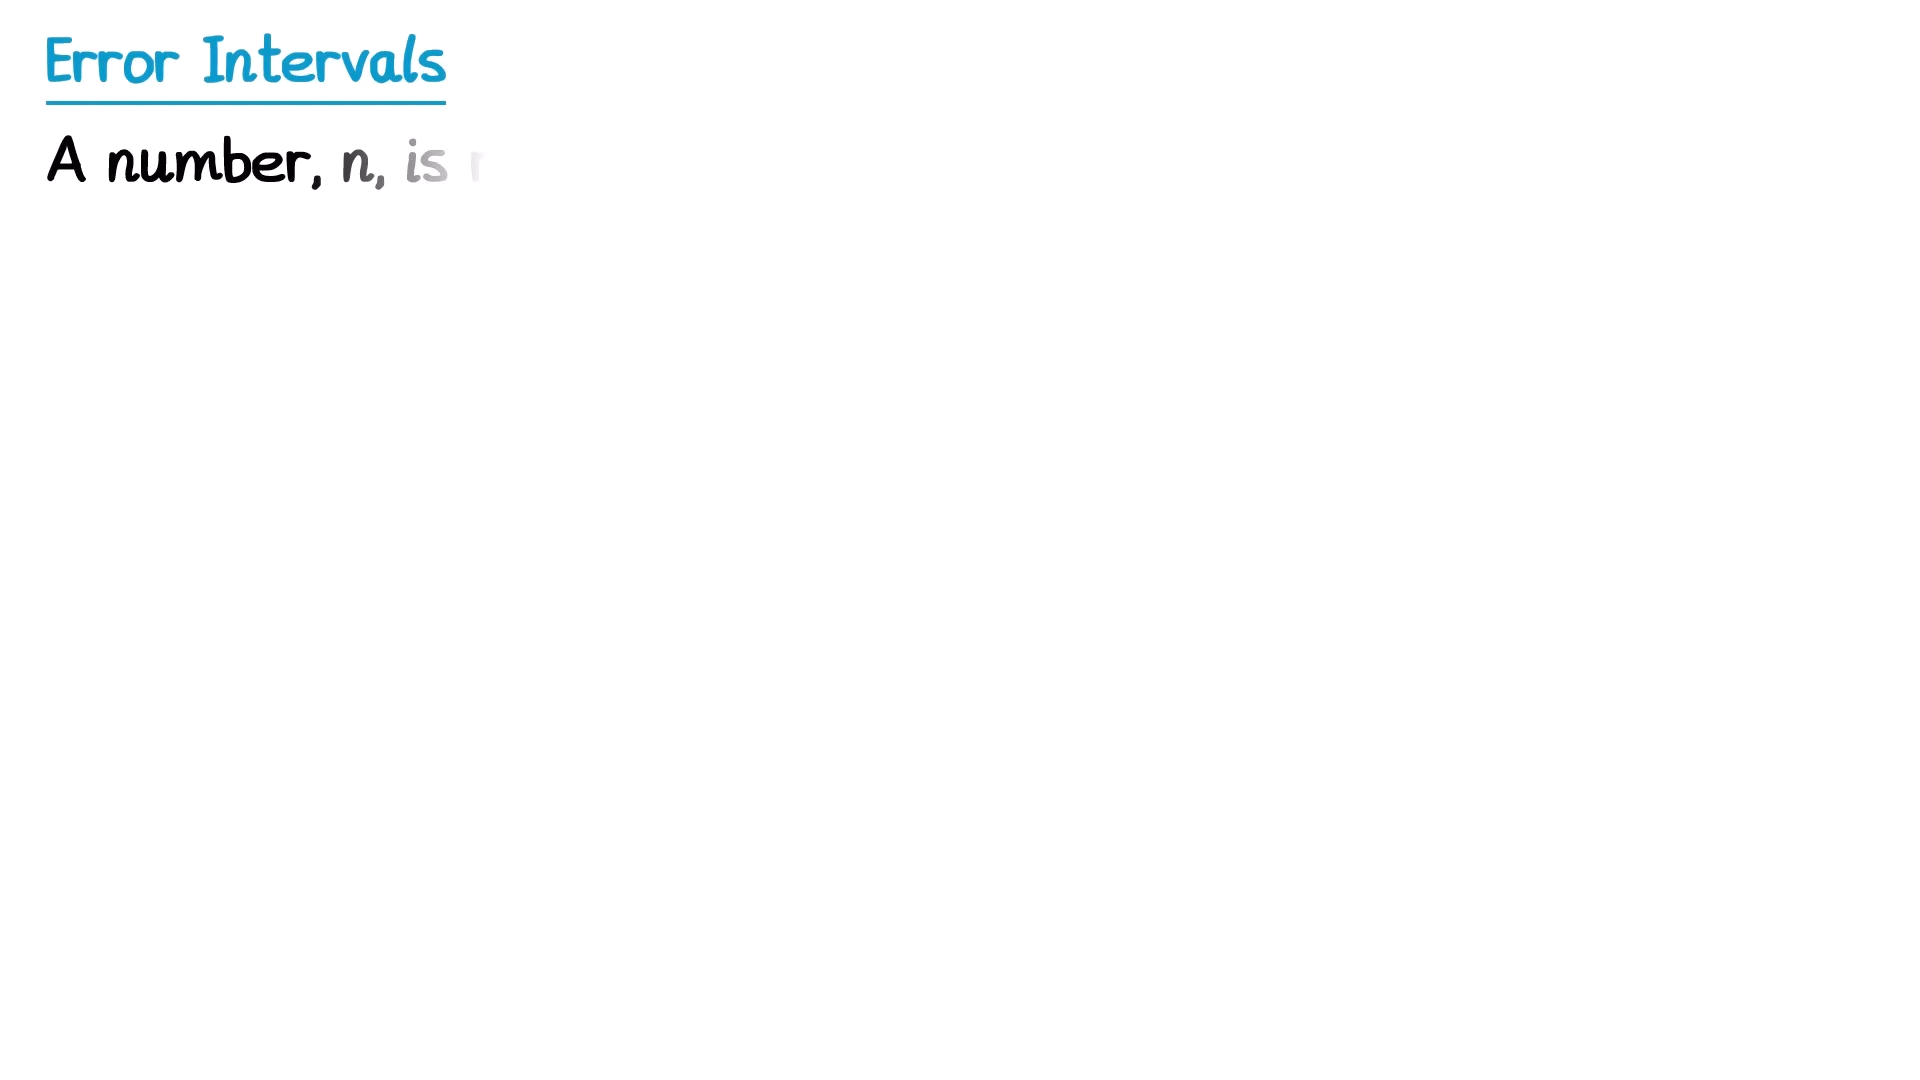 Error Intervals
A number, n, is